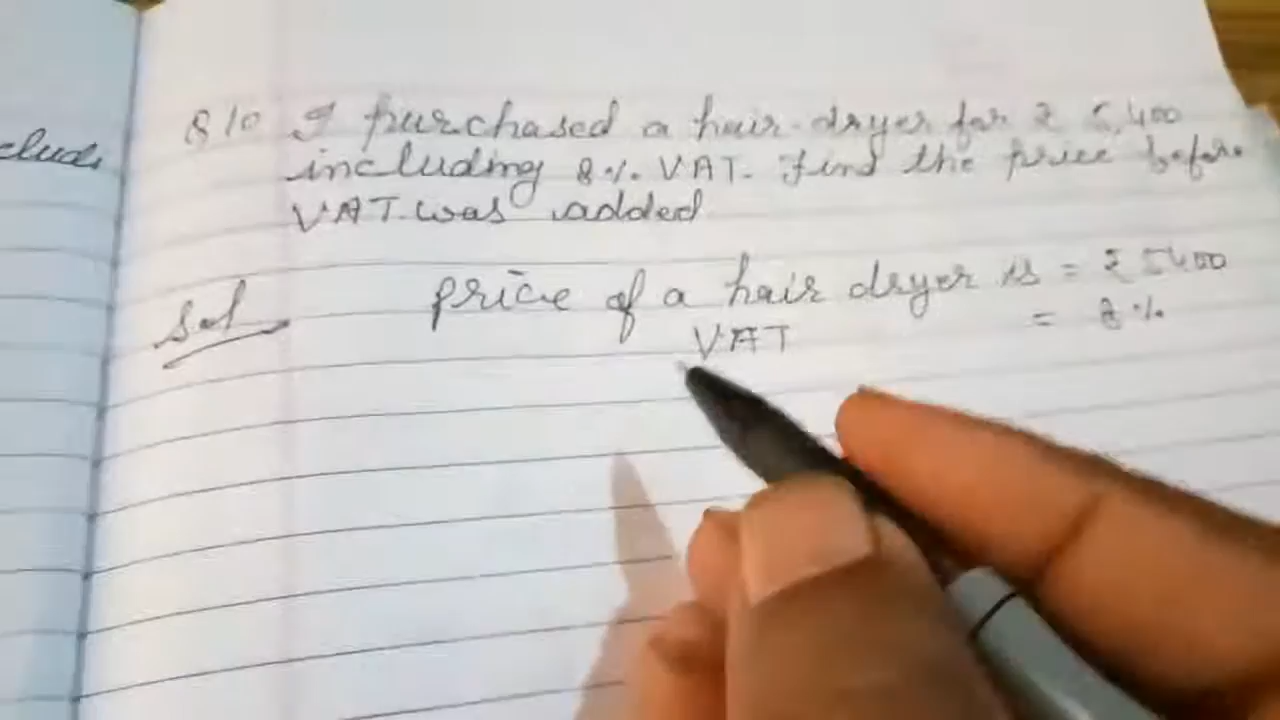 cluds
Q10 I purchased a hair-dryer for ₹ 5,400
including 8% VAT. Find the price before
VAT was added
Sol price of a hair dryer is = ₹ 5400
VAT = 8%